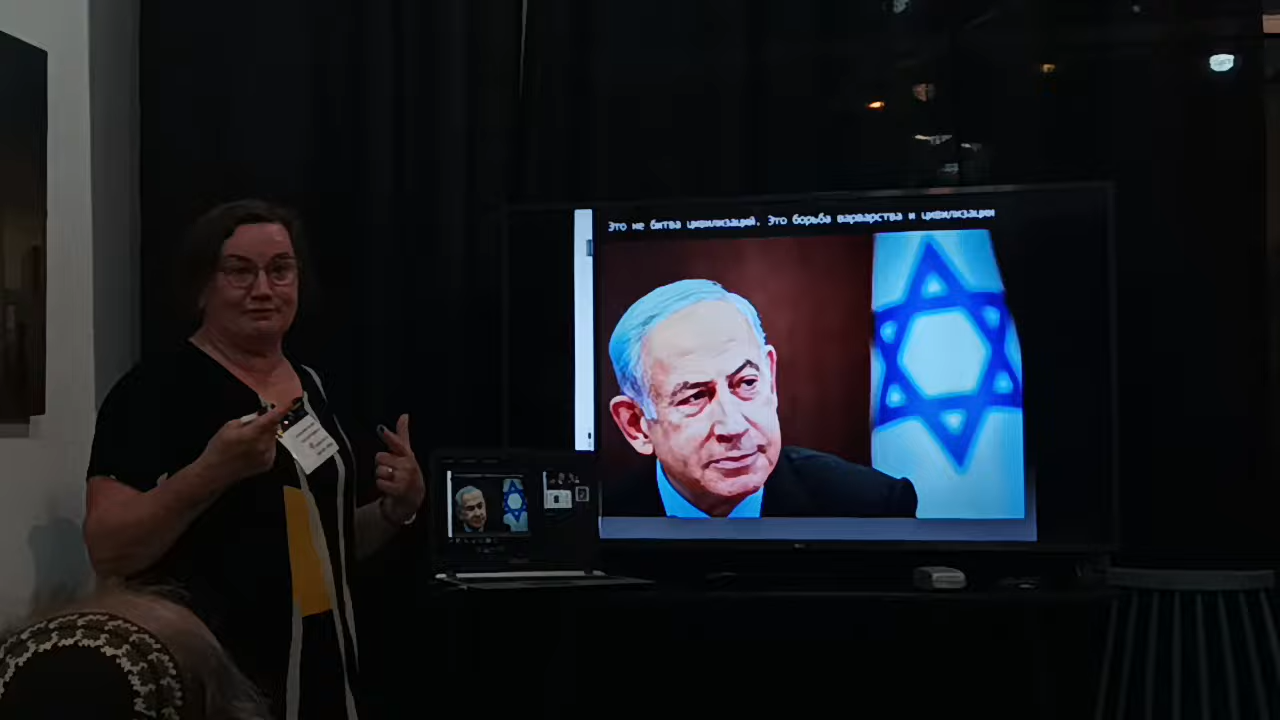 Это не битва цивилизаций. Это борьба варварства и цивилизации